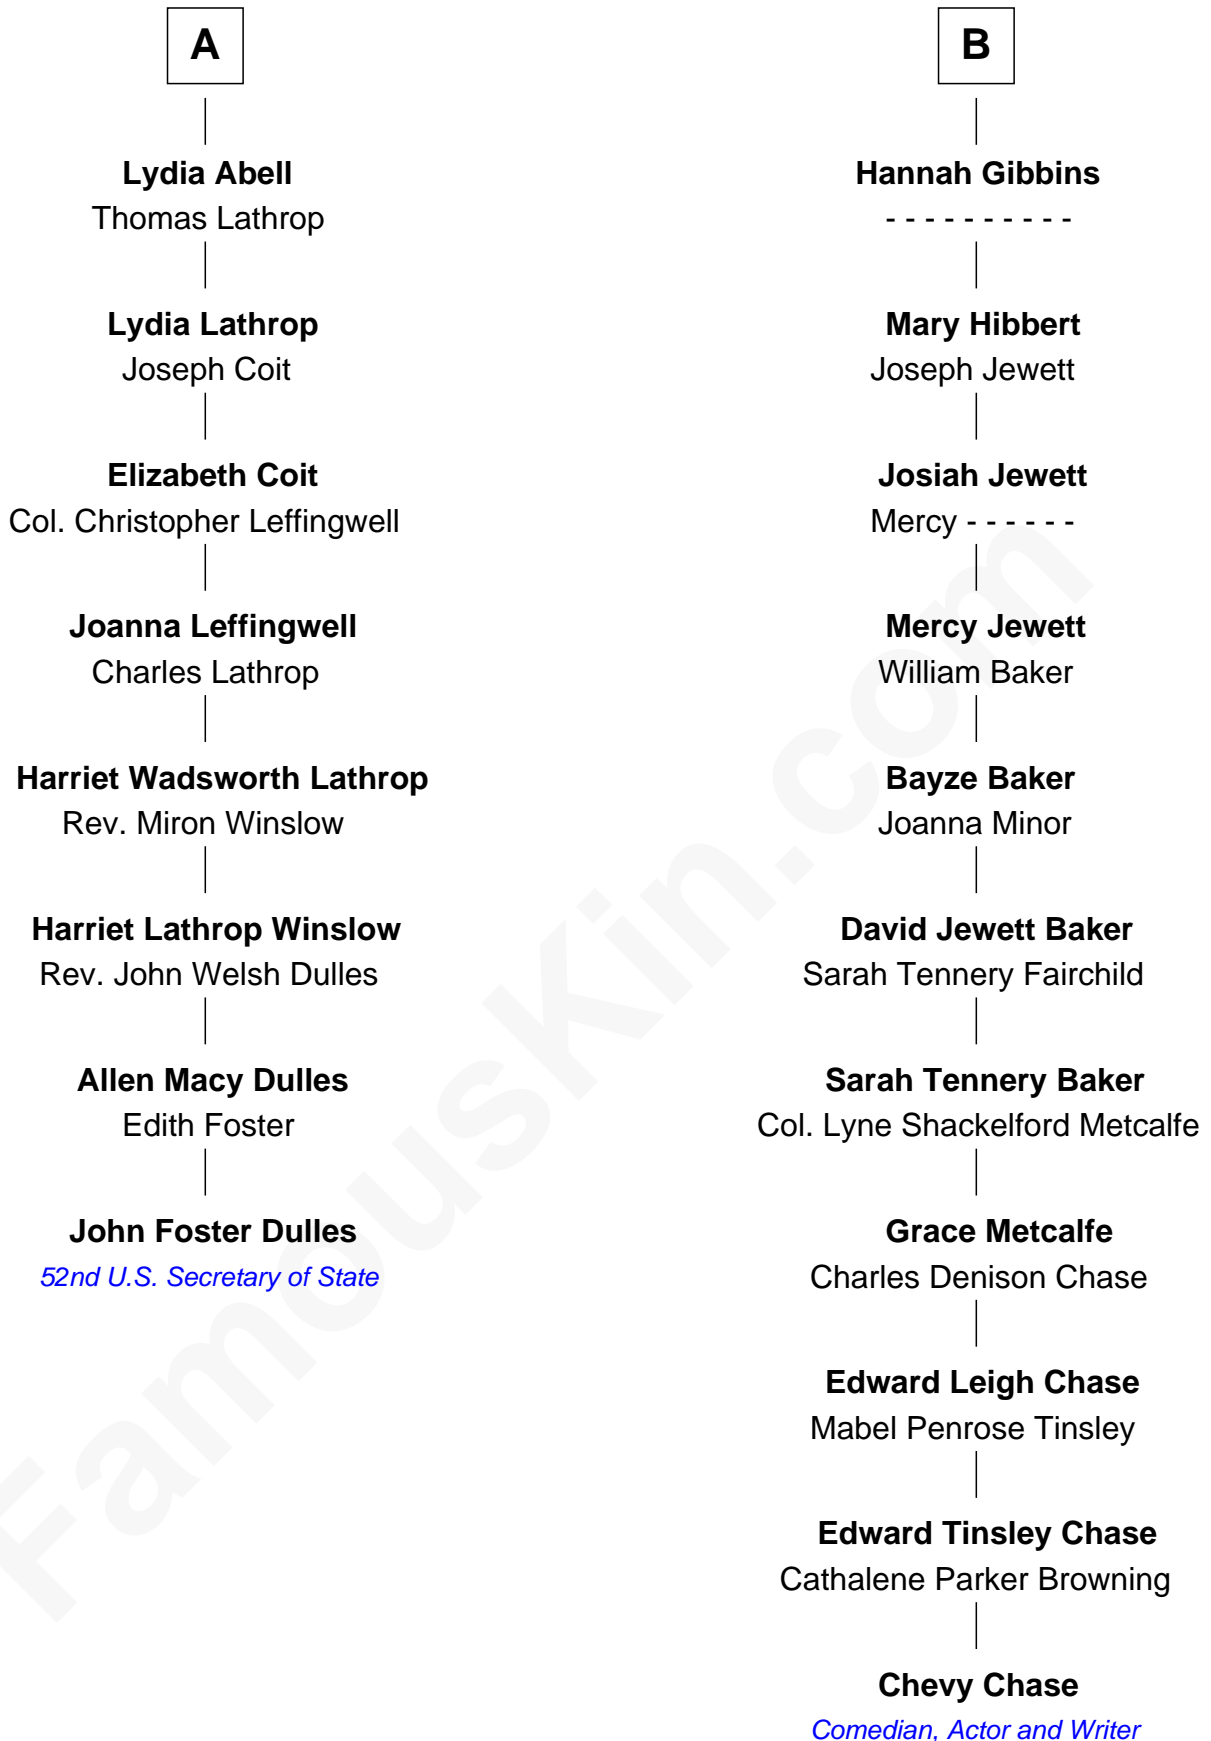 A
Lydia Abell
Thomas Lathrop
Lydia Lathrop
Joseph Coit
Elizabeth Coit
Col. Christopher Leffingwell
Joanna Leffingwell
Charles Lathrop
Harriet Wadsworth Lathrop
Rev. Miron Winslow
Harriet Lathrop Winslow
Rev. John Welsh Dulles
Allen Macy Dulles
Edith Foster
John Foster Dulles
52nd U.S. Secretary of State
B
Hannah Gibbins
- - - - - - - - - -
Mary Hibbert
Joseph Jewett
Josiah Jewett
Mercy - - - - - -
Mercy Jewett
William Baker
Bayze Baker
Joanna Minor
David Jewett Baker
Sarah Tennery Fairchild
Sarah Tennery Baker
Col. Lyne Shackelford Metcalfe
Grace Metcalfe
Charles Denison Chase
Edward Leigh Chase
Mabel Penrose Tinsley
Edward Tinsley Chase
Cathalene Parker Browning
Chevy Chase
Comedian, Actor and Writer
FamousKin.com